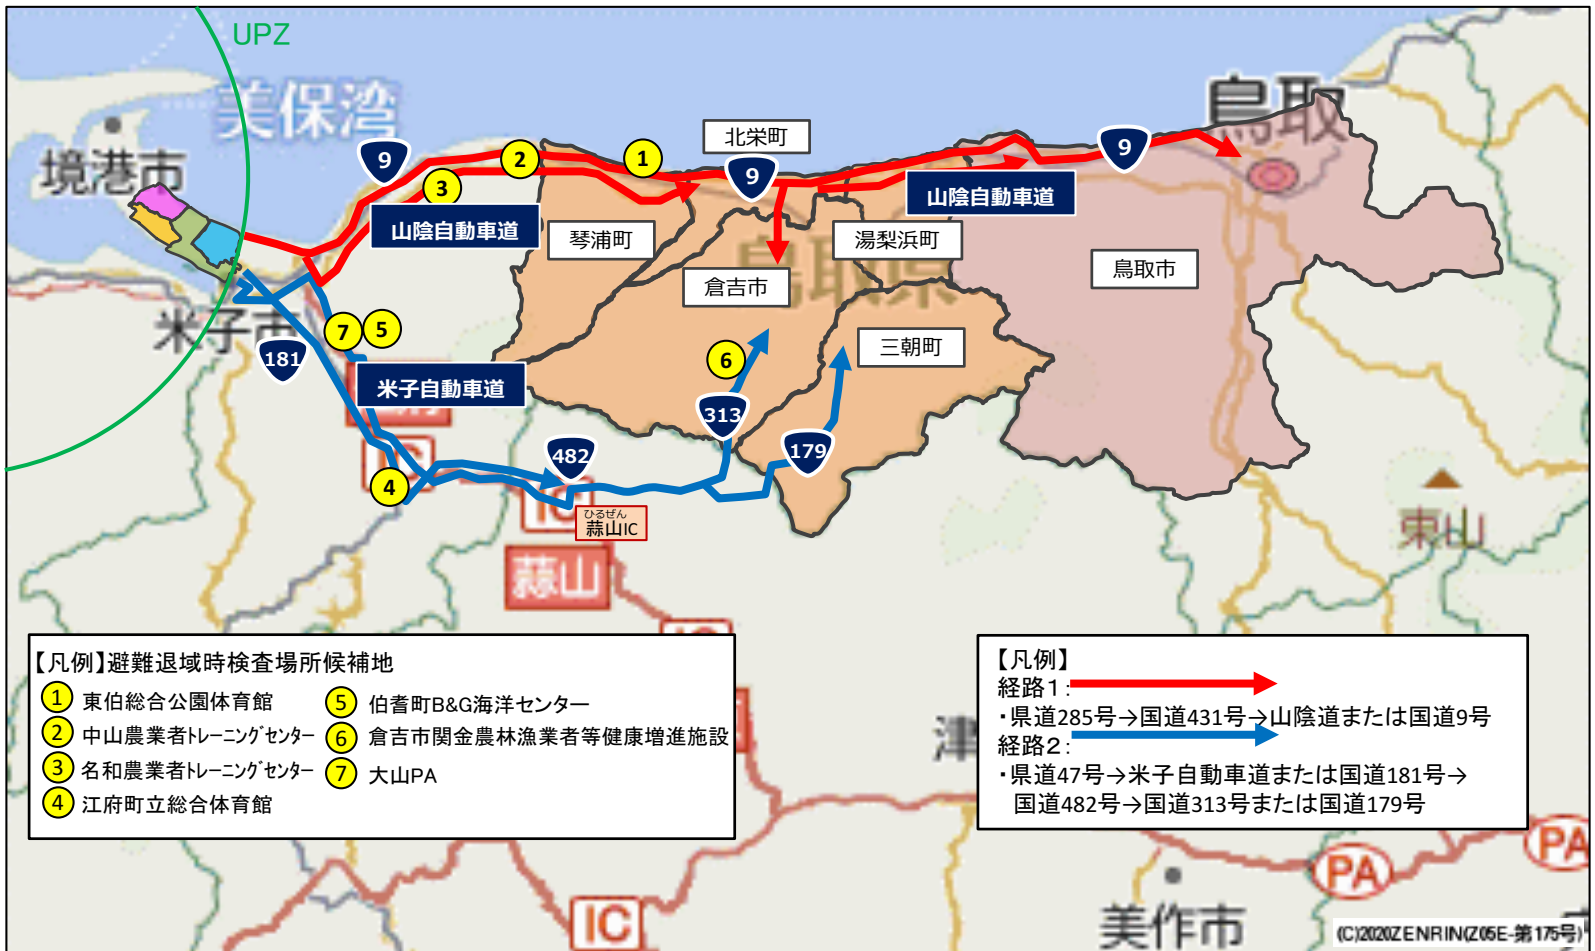 UPZ
美保湾
境港市
鳥取
北栄町
9
2
1
9
9
3
山陰自動車道
山陰自動車道
琴浦町
湯梨浜町
鳥取県
倉吉市
鳥取市
米子市
7
5
181
6
三朝町
米子自動車道
313
179
482
IC
4
IC
ひるぜん
蒜山IC
蒜山
東山
【凡例】避難退域時検査場所候補地
1 東伯総合公園体育館
2 中山農業者トレーニングセンター
3 名和農業者トレーニングセンター
4 江府町立総合体育館
5 伯耆町B&G海洋センター
6 倉吉市関金農林漁業者等健康増進施設
7 大山PA
【凡例】
経路1:
・県道285号→国道431号→山陰道または国道9号
経路2:
・県道47号→米子自動車道または国道181号→
国道482号→国道313号または国道179号
津
PA
PA
IC
美作市
(C)2020ZENRIN(Z05E-第175号)